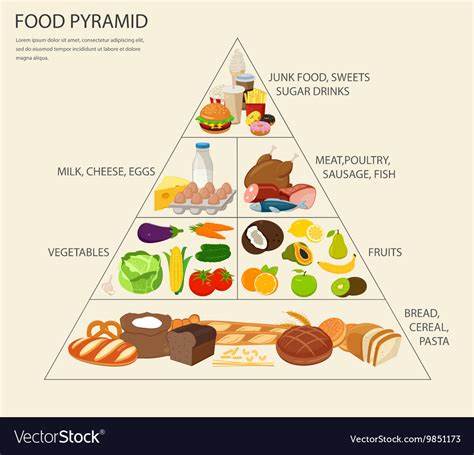 FOOD PYRAMID
Lorem ipsum dolor sit amet, consectetur adipiscing elit,
sed do eiusmod tempor incididunt ut labore et dolore
magna aliqua.
JUNK FOOD, SWEETS
SUGAR DRINKS
MILK, CHEESE, EGGS
MEAT,POULTRY,
SAUSAGE, FISH
VEGETABLES
FRUITS
BREAD,
CEREAL,
PASTA
VectorStock®
VectorStock.com/9851173